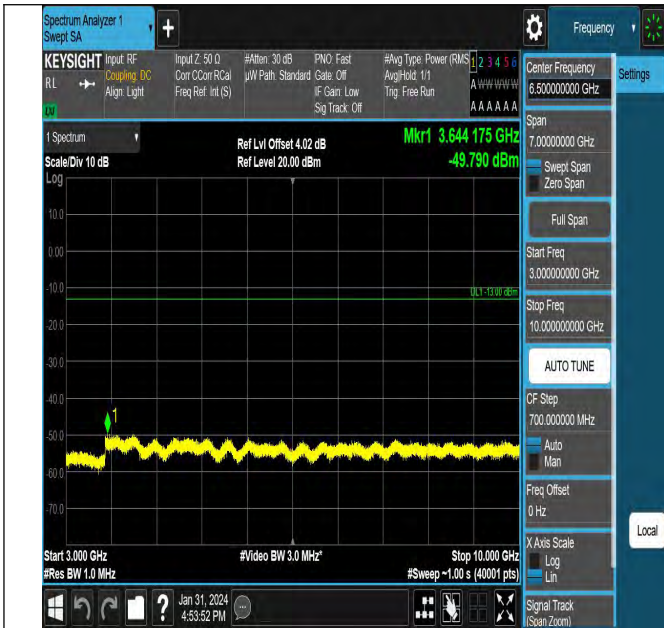 Spectrum Analyzer 1
Swept SA
Frequency
KEYSIGHT
RL
Input: RF
Coupling: DC
Align: Light
Input Z: 50 Ω
Corr CCorr RCal
Freq Ref: Int (S)
#Atten: 30 dB
µW Path: Standard
PNO: Fast
Gate: Off
IF Gain: Low
Sig Track: Off
#Avg Type: Power (RMS
Avg|Hold: 1/1
Trig: Free Run
1 2 3 4 5 6
A W W W W W
A A A A A A
1 Spectrum
Scale/Div 10 dB
Log
Ref Lvl Offset 4.02 dB
Ref Level 20.00 dBm
Mkr1 3.644 175 GHz
-49.790 dBm
10.0
0.00
-10.0
-20.0
-30.0
-40.0
-50.0
-60.0
-70.0
DL1 -13.00 dBm
1
Start 3.000 GHz
#Res BW 1.0 MHz
#Video BW 3.0 MHz*
Stop 10.000 GHz
#Sweep ~1.00 s (40001 pts)
Jan 31, 2024
4:53:52 PM
Center Frequency
6.500000000 GHz
Settings
Span
7.00000000 GHz
Swept Span
Zero Span
Full Span
Start Freq
3.000000000 GHz
Stop Freq
10.000000000 GHz
AUTO TUNE
CF Step
700.000000 MHz
Auto
Man
Freq Offset
0 Hz
X Axis Scale
Log
Lin
Local
Signal Track
(Span Zoom)